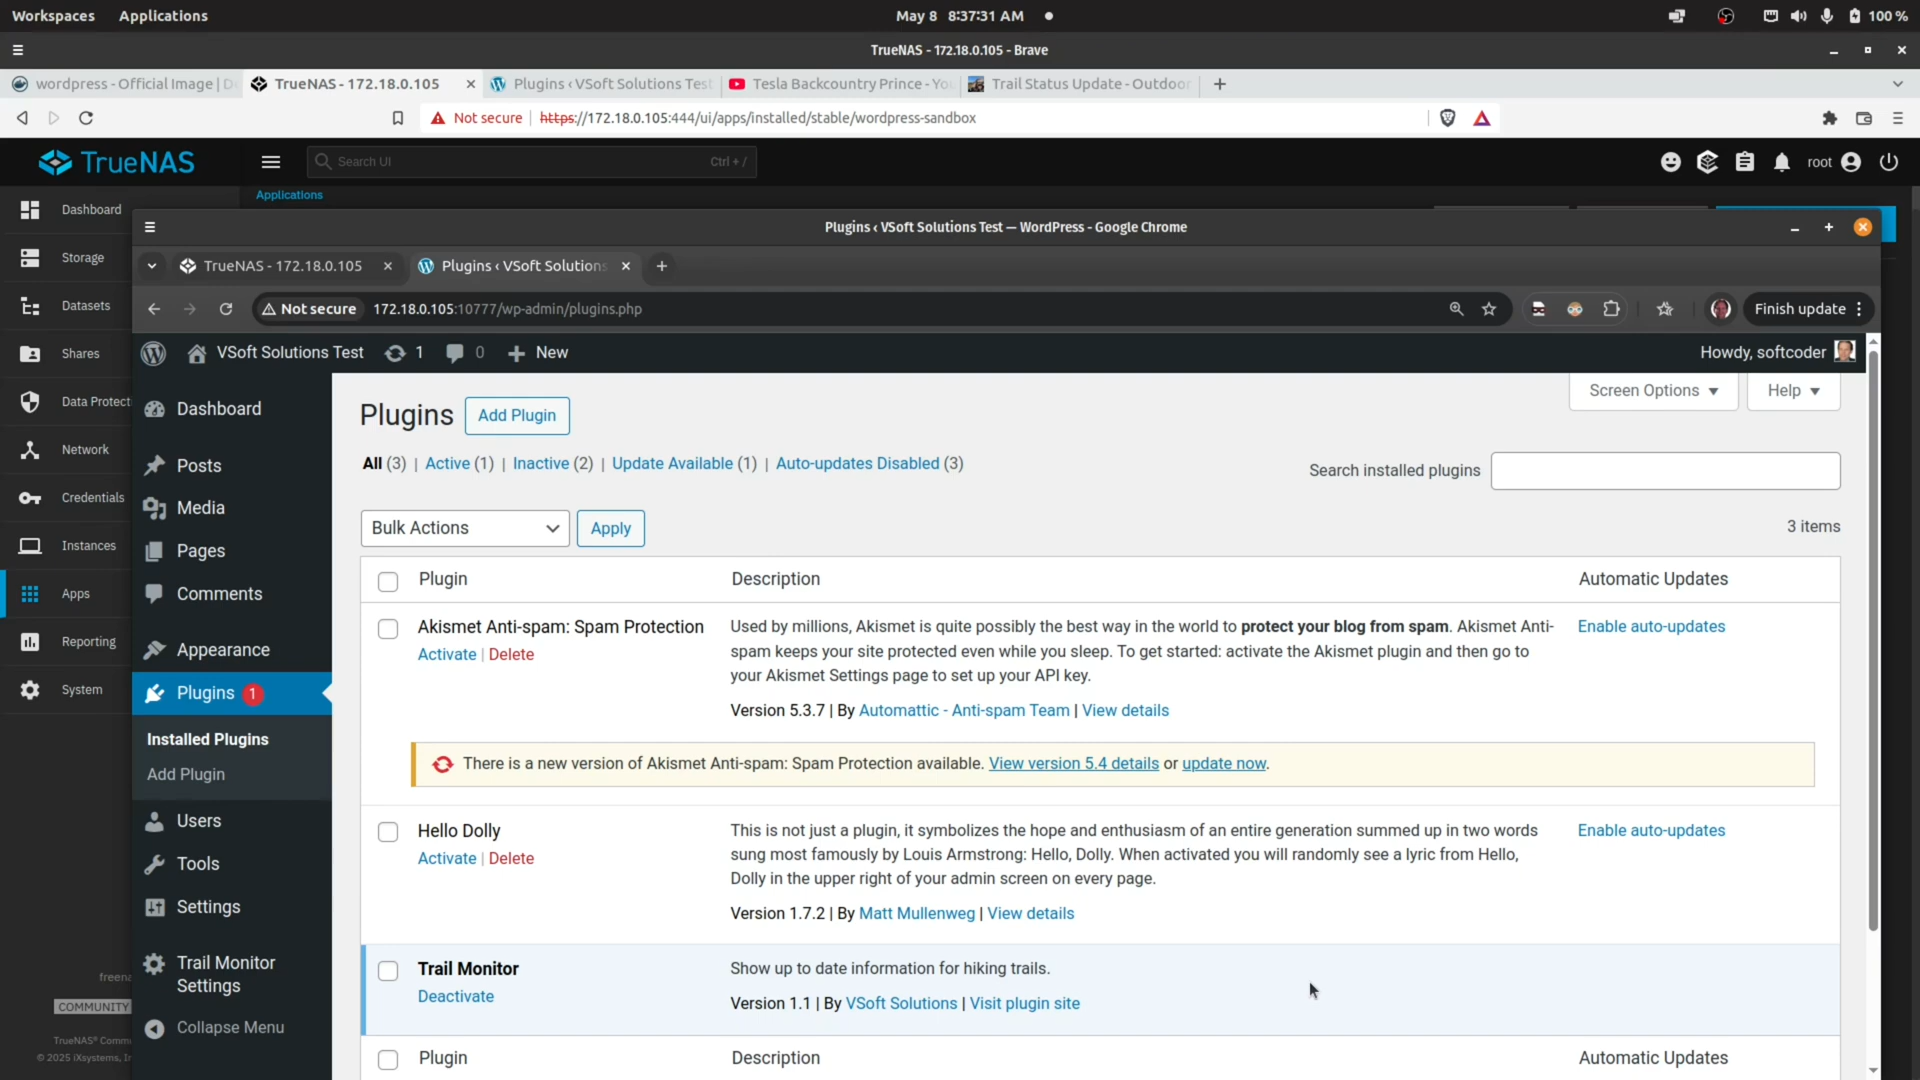 Workspaces Applications May 8 8:37:31 AM 100 %
TrueNAS - 172.18.0.105 - Brave
wordpress - Official Image | D TrueNAS - 172.18.0.105 Plugins ‹ VSoft Solutions Test Tesla Backcountry Prince - Yo Trail Status Update - Outdoor
Not secure https://172.18.0.105:444/ui/apps/installed/stable/wordpress-sandbox
TrueNAS Search UI Ctrl + / root
Applications
Dashboard
Storage
Datasets
Shares
Data Protect
Network
Credentials
Instances
Apps
Reporting
System
freena
COMMUNITY
TrueNAS® Comm
© 2025 iXsystems, In
Plugins ‹ VSoft Solutions Test — WordPress - Google Chrome
TrueNAS - 172.18.0.105 Plugins ‹ VSoft Solutions
Not secure 172.18.0.105:10777/wp-admin/plugins.php Finish update
VSoft Solutions Test 1 0 New Howdy, softcoder
Dashboard
Posts
Media
Pages
Comments
Appearance
Plugins 1
Installed Plugins
Add Plugin
Users
Tools
Settings
Trail Monitor
Settings
Collapse Menu
Screen Options Help
Plugins Add Plugin
All (3) | Active (1) | Inactive (2) | Update Available (1) | Auto-updates Disabled (3)
Search installed plugins
Bulk Actions Apply 3 items
Plugin Description Automatic Updates
Akismet Anti-spam: Spam Protection
Activate | Delete
Used by millions, Akismet is quite possibly the best way in the world to protect your blog from spam. Akismet Anti-
spam keeps your site protected even while you sleep. To get started: activate the Akismet plugin and then go to
your Akismet Settings page to set up your API key.
Version 5.3.7 | By Automattic - Anti-spam Team | View details
Enable auto-updates
There is a new version of Akismet Anti-spam: Spam Protection available. View version 5.4 details or update now.
Hello Dolly
Activate | Delete
This is not just a plugin, it symbolizes the hope and enthusiasm of an entire generation summed up in two words
sung most famously by Louis Armstrong: Hello, Dolly. When activated you will randomly see a lyric from Hello,
Dolly in the upper right of your admin screen on every page.
Version 1.7.2 | By Matt Mullenweg | View details
Enable auto-updates
Trail Monitor
Deactivate
Show up to date information for hiking trails.
Version 1.1 | By VSoft Solutions | Visit plugin site
Plugin Description Automatic Updates